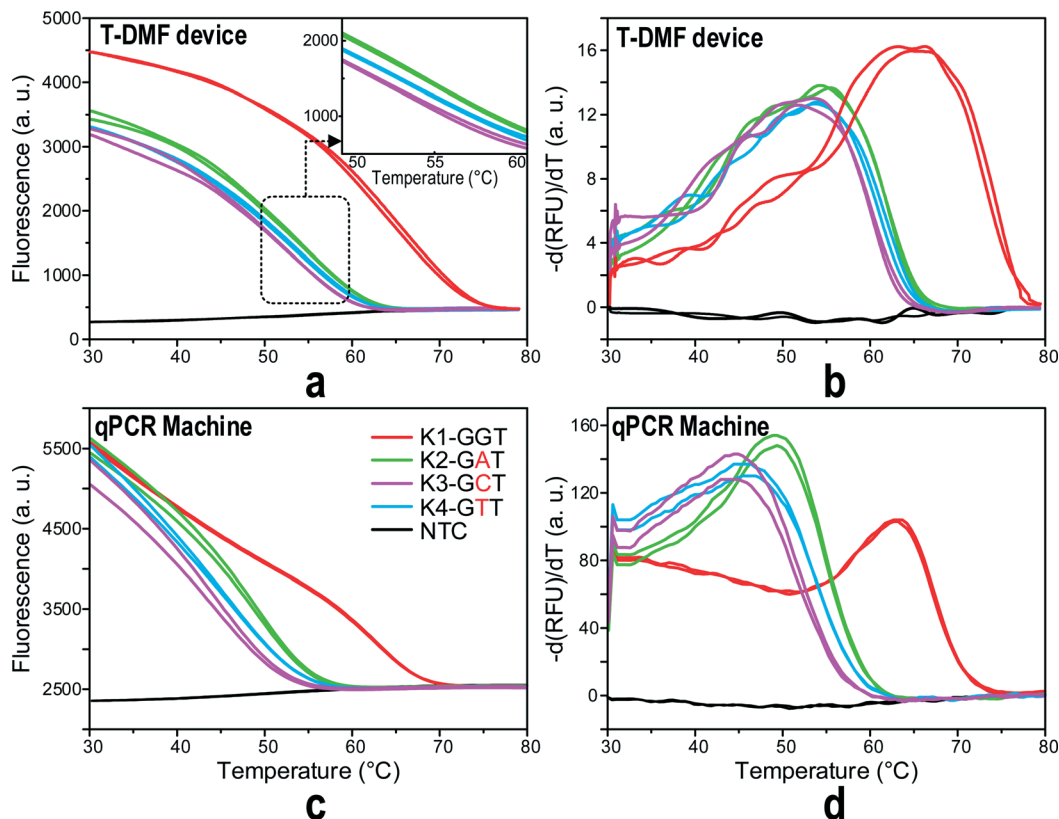 T-DMF device
Fluorescence (a. u.)
5000
4000
3000
2000
1000
0
30 40 50 60 70 80
2000
1000
50 55 60
Temperature (°C)
a
T-DMF device
-d(RFU)/dT (a. u.)
16
12
8
4
0
30 40 50 60 70 80
b
qPCR Machine
Fluorescence (a. u.)
5500
4500
3500
2500
30 40 50 60 70 80
K1-GGT
K2-GAT
K3-GCT
K4-GTT
NTC
Temperature (°C)
c
qPCR Machine
-d(RFU)/dT (a. u.)
160
120
80
40
0
30 40 50 60 70 80
Temperature (°C)
d